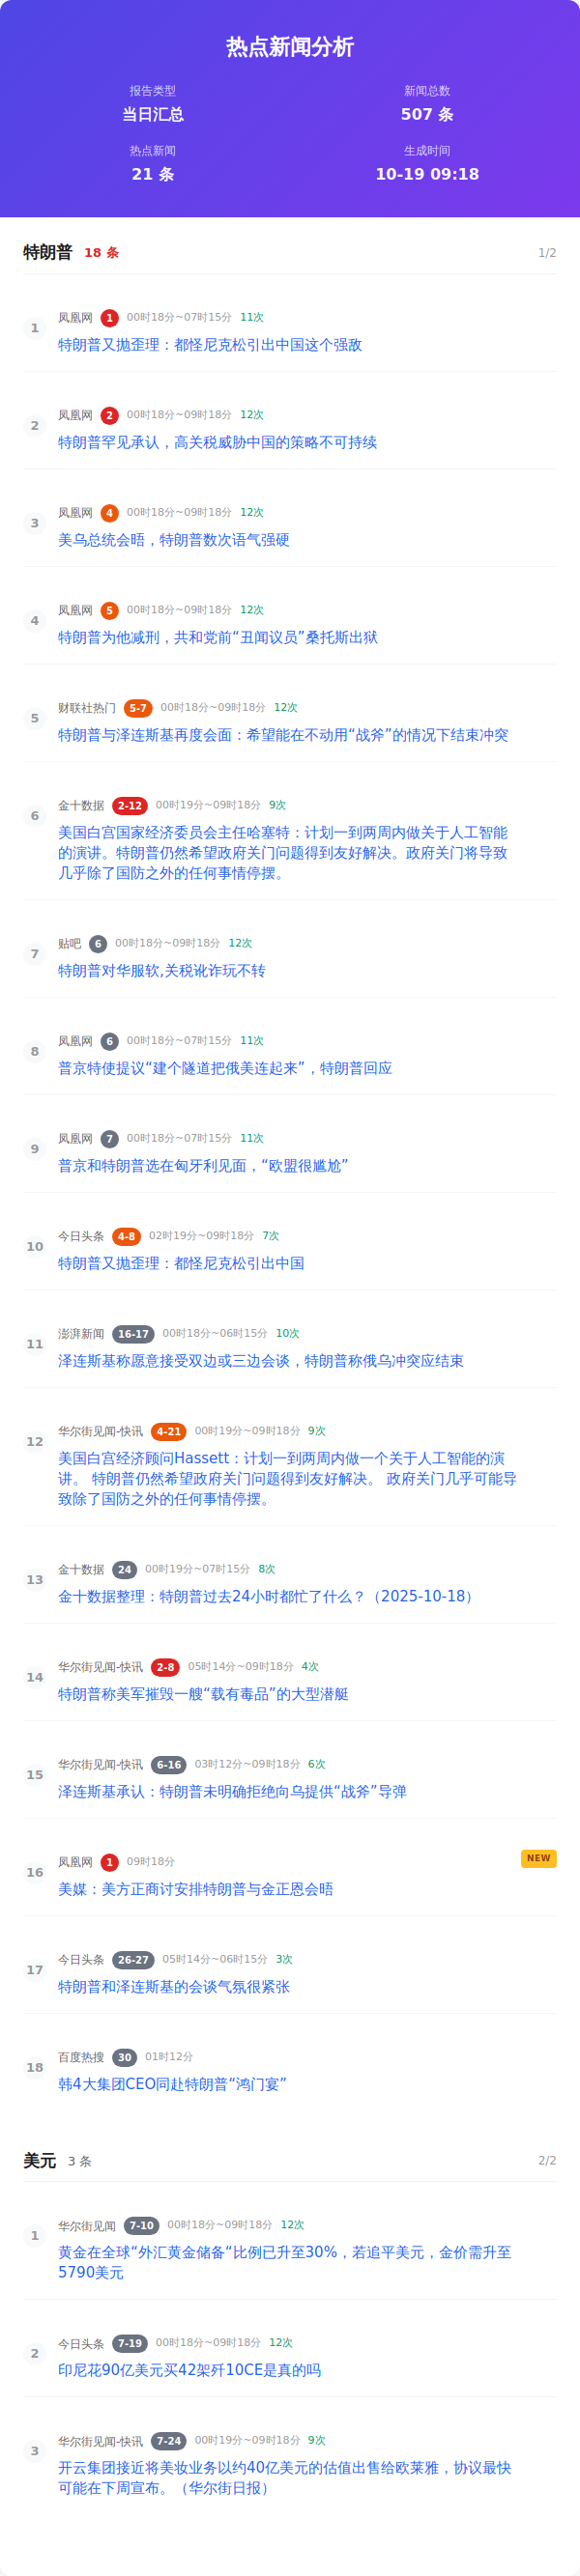 热点新闻分析
报告类型
新闻总数
当日汇总
507 条
热点新闻
生成时间
21 条
10-19 09:18
特朗普 18 条 1/2
1 凤凰网 1 00时18分~07时15分 11次
特朗普又抛歪理：都怪尼克松引出中国这个强敌
2 凤凰网 2 00时18分~09时18分 12次
特朗普罕见承认，高关税威胁中国的策略不可持续
3 凤凰网 4 00时18分~09时18分 12次
美乌总统会晤，特朗普数次语气强硬
4 凤凰网 5 00时18分~09时18分 12次
特朗普为他减刑，共和党前“丑闻议员”桑托斯出狱
5 财联社热门 5-7 00时18分~09时18分 12次
特朗普与泽连斯基再度会面：希望能在不动用“战斧”的情况下结束冲突
6 金十数据 2-12 00时19分~09时18分 9次
美国白宫国家经济委员会主任哈塞特：计划一到两周内做关于人工智能
的演讲。特朗普仍然希望政府关门问题得到友好解决。政府关门将导致
几乎除了国防之外的任何事情停摆。
7 贴吧 6 00时18分~09时18分 12次
特朗普对华服软,关税讹诈玩不转
8 凤凰网 6 00时18分~07时15分 11次
普京特使提议“建个隧道把俄美连起来”，特朗普回应
9 凤凰网 7 00时18分~07时15分 11次
普京和特朗普选在匈牙利见面，“欧盟很尴尬”
10 今日头条 4-8 02时19分~09时18分 7次
特朗普又抛歪理：都怪尼克松引出中国
11 澎湃新闻 16-17 00时18分~06时15分 10次
泽连斯基称愿意接受双边或三边会谈，特朗普称俄乌冲突应结束
12 华尔街见闻-快讯 4-21 00时19分~09时18分 9次
美国白宫经济顾问Hassett：计划一到两周内做一个关于人工智能的演
讲。 特朗普仍然希望政府关门问题得到友好解决。 政府关门几乎可能导
致除了国防之外的任何事情停摆。
13 金十数据 24 00时19分~07时15分 8次
金十数据整理：特朗普过去24小时都忙了什么？（2025-10-18）
14 华尔街见闻-快讯 2-8 05时14分~09时18分 4次
特朗普称美军摧毁一艘“载有毒品”的大型潜艇
15 华尔街见闻-快讯 6-16 03时12分~09时18分 6次
泽连斯基承认：特朗普未明确拒绝向乌提供“战斧”导弹
16 凤凰网 1 09时18分 NEW
美媒：美方正商讨安排特朗普与金正恩会晤
17 今日头条 26-27 05时14分~06时15分 3次
特朗普和泽连斯基的会谈气氛很紧张
18 百度热搜 30 01时12分
韩4大集团CEO同赴特朗普“鸿门宴”
美元 3 条 2/2
1 华尔街见闻 7-10 00时18分~09时18分 12次
黄金在全球“外汇黄金储备“比例已升至30%，若追平美元，金价需升至
5790美元
2 今日头条 7-19 00时18分~09时18分 12次
印尼花90亿美元买42架歼10CE是真的吗
3 华尔街见闻-快讯 7-24 00时19分~09时18分 9次
开云集团接近将美妆业务以约40亿美元的估值出售给欧莱雅，协议最快
可能在下周宣布。（华尔街日报）